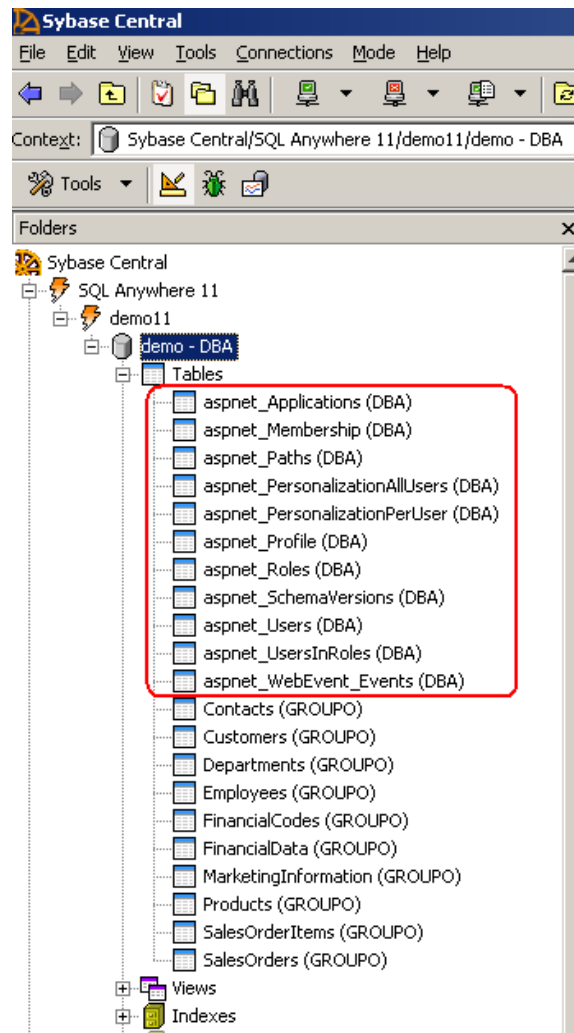 Sybase Central
File Edit View Tools Connections Mode Help
Context: Sybase Central/SQL Anywhere 11/demo11/demo - DBA
Tools
Folders
Sybase Central
SQL Anywhere 11
demo11
demo - DBA
Tables
aspnet_Applications (DBA)
aspnet_Membership (DBA)
aspnet_Paths (DBA)
aspnet_PersonalizationAllUsers (DBA)
aspnet_PersonalizationPerUser (DBA)
aspnet_Profile (DBA)
aspnet_Roles (DBA)
aspnet_SchemaVersions (DBA)
aspnet_Users (DBA)
aspnet_UsersInRoles (DBA)
aspnet_WebEvent_Events (DBA)
Contacts (GROUPO)
Customers (GROUPO)
Departments (GROUPO)
Employees (GROUPO)
FinancialCodes (GROUPO)
FinancialData (GROUPO)
MarketingInformation (GROUPO)
Products (GROUPO)
SalesOrderItems (GROUPO)
SalesOrders (GROUPO)
Views
Indexes